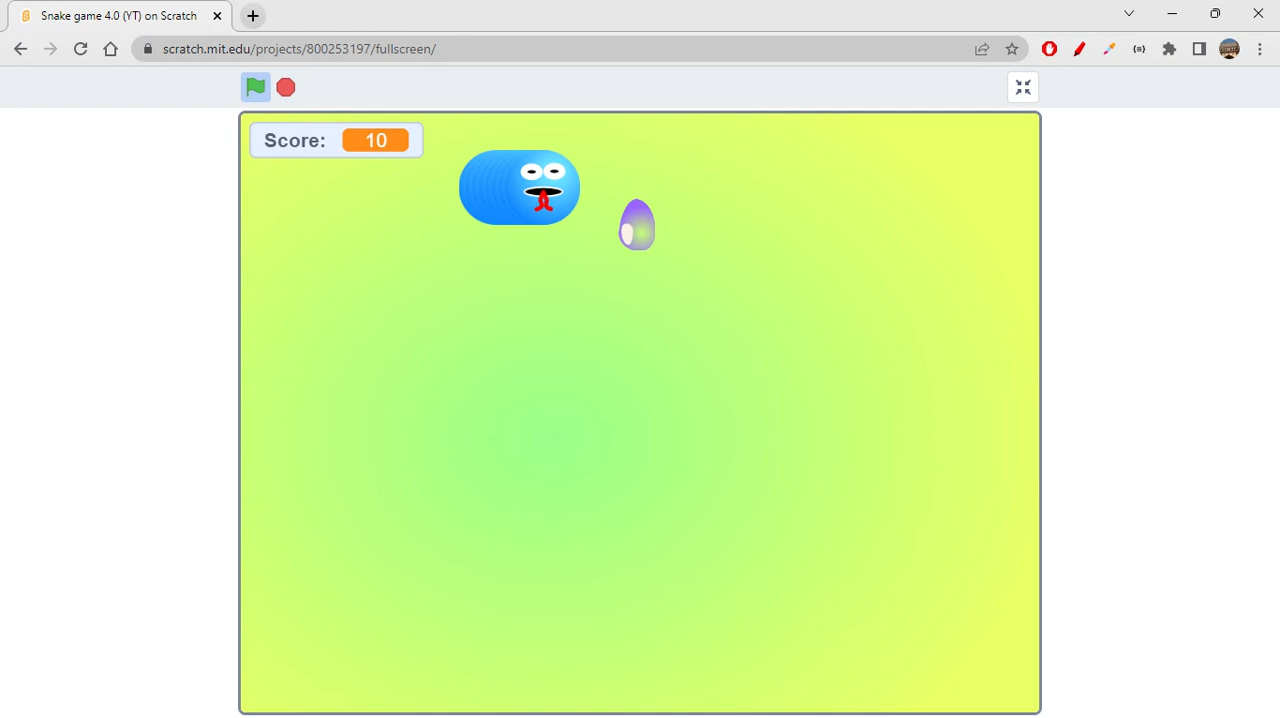 Snake game 4.0 (YT) on Scratch
scratch.mit.edu/projects/800253197/fullscreen/
Score: 10